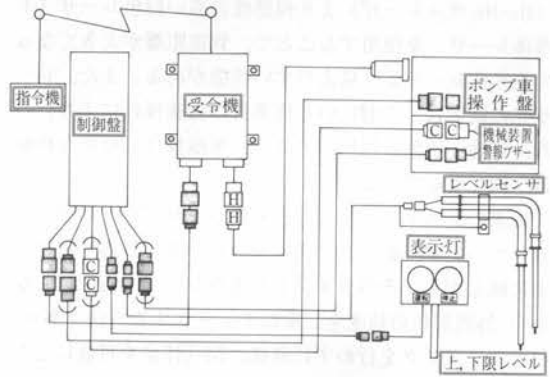 指令機
制御盤
受令機
ポンプ車
操作盤
機械装置
警報ブザー
C C
H
H
レベルセンサ
表示灯
C
C
上,下限レベル